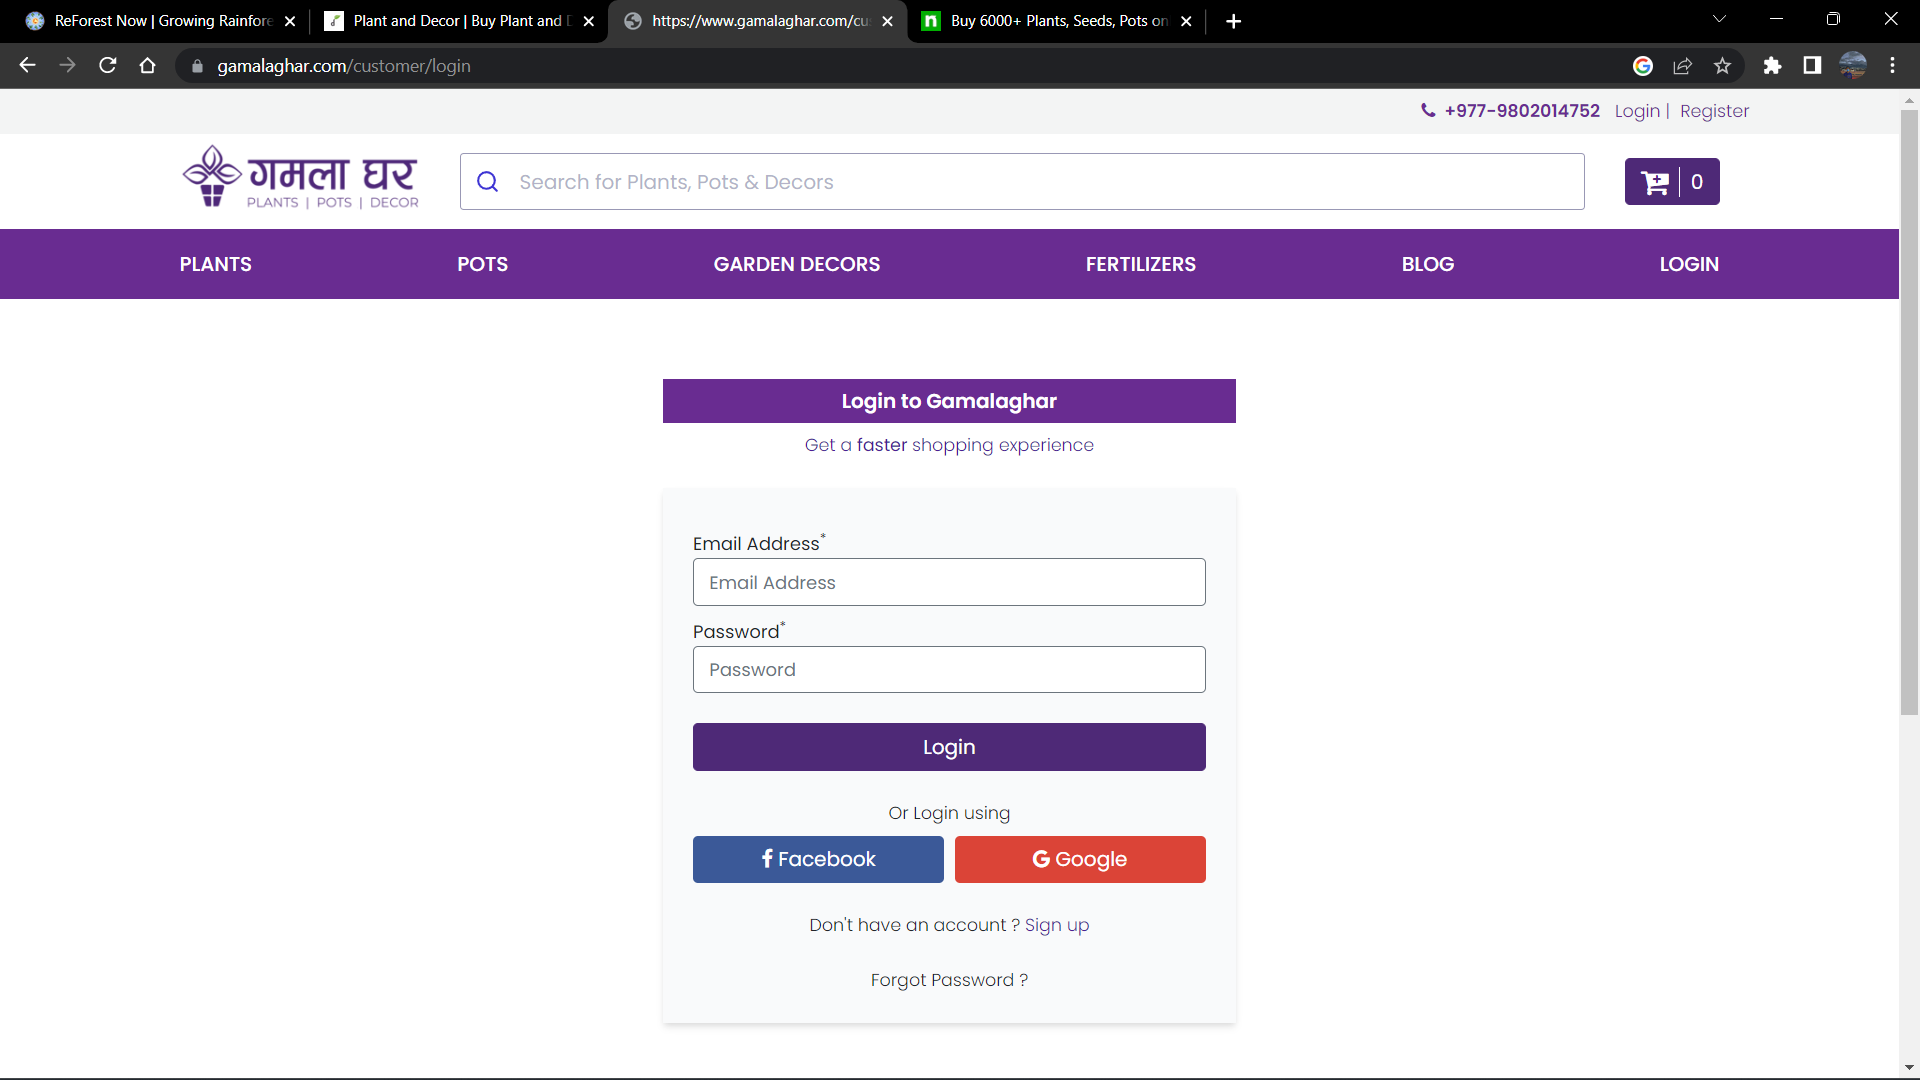 ReForest Now | Growing Rainfore
Plant and Decor | Buy Plant and D
https://www.gamalaghar.com/cu
Buy 6000+ Plants, Seeds, Pots on
gamalaghar.com/customer/login
+977-9802014752 Login | Register
गमला घर
PLANTS | POTS | DECOR
Search for Plants, Pots & Decors
0
PLANTS POTS GARDEN DECORS FERTILIZERS BLOG LOGIN
Login to Gamalaghar
Get a faster shopping experience
Email Address*
Email Address
Password*
Password
Login
Or Login using
Facebook
Google
Don't have an account ? Sign up
Forgot Password ?